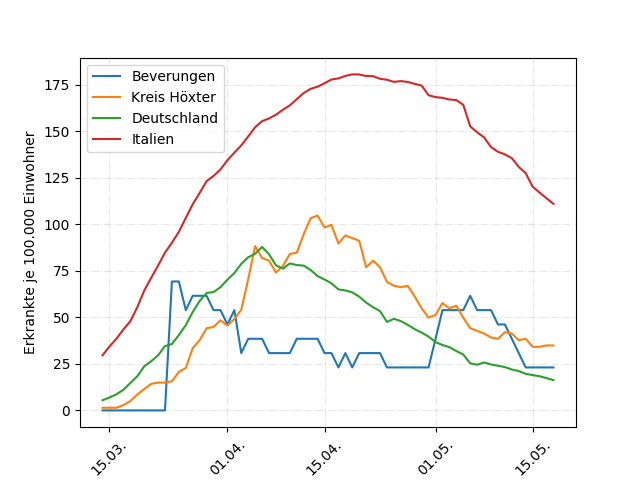 Beverungen
Kreis Höxter
Deutschland
Italien
Erkrankte je 100.000 Einwohner
175
150
125
100
75
50
25
0
15.03.
01.04.
15.04.
01.05.
15.05.